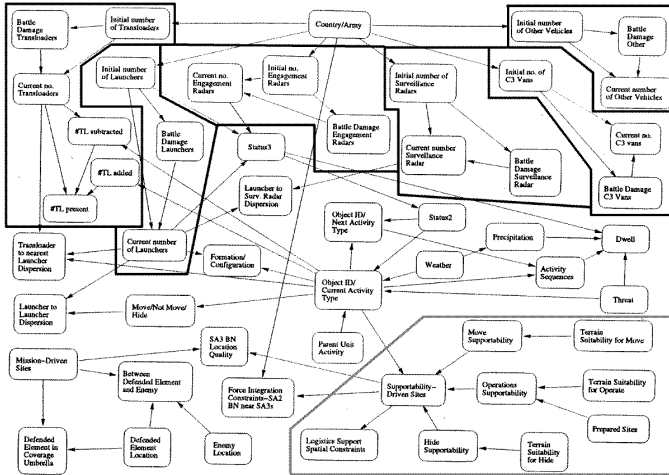 Battle
Damage
Transloaders
Initial number
of Transloaders
Country/Army
Initial number
of Other Vehicles
Battle
Damage
Other
Current no.
Transloaders
Initial number
of Launchers
Current no.
Engagement
Radars
Initial no.
Engagement
Radars
Initial number of
Surveillance
Radars
Initial no. of
C3 Vans
Current number
of Other Vehicles
#TL subtracted
Battle
Damage
Launchers
Status3
Battle Damage
Engagement
Radars
Current number
Surveillance
Radar
Battle
Damage
Surveillance
Radar
Current no.
C3 vans
#TL added
Launcher to
Surv. Radar
Dispersion
Battle Damage
C3 Vans
#TL present
Object ID/
Next Activity
Type
Status2
Transloader
to nearest
Launcher
Dispersion
Current number
of Launchers
Formation/
Configuration
Precipitation
Dwell
Weather
Object ID/
Current Activity
Type
Activity
Sequences
Launcher to
Launcher
Dispersion
Move/Not Move/
Hide
Threat
Parent Unit
Activity
SA3 BN
Location
Quality
Move
Supportability
Terrain
Suitability for Move
Mission-Driven
Sites
Between
Defended Element
and Enemy
Force Integration
Constraints-SA2
BN near SA3s
Supportability-
Driven Sites
Operations
Supportability
Terrain Suitability
for Operate
Prepared Sites
Defended
Element in
Coverage
Umbrella
Defended
Element
Location
Enemy
Location
Logistics Support
Spatial Constraints
Hide
Supportability
Terrain
Suitability
for Hide